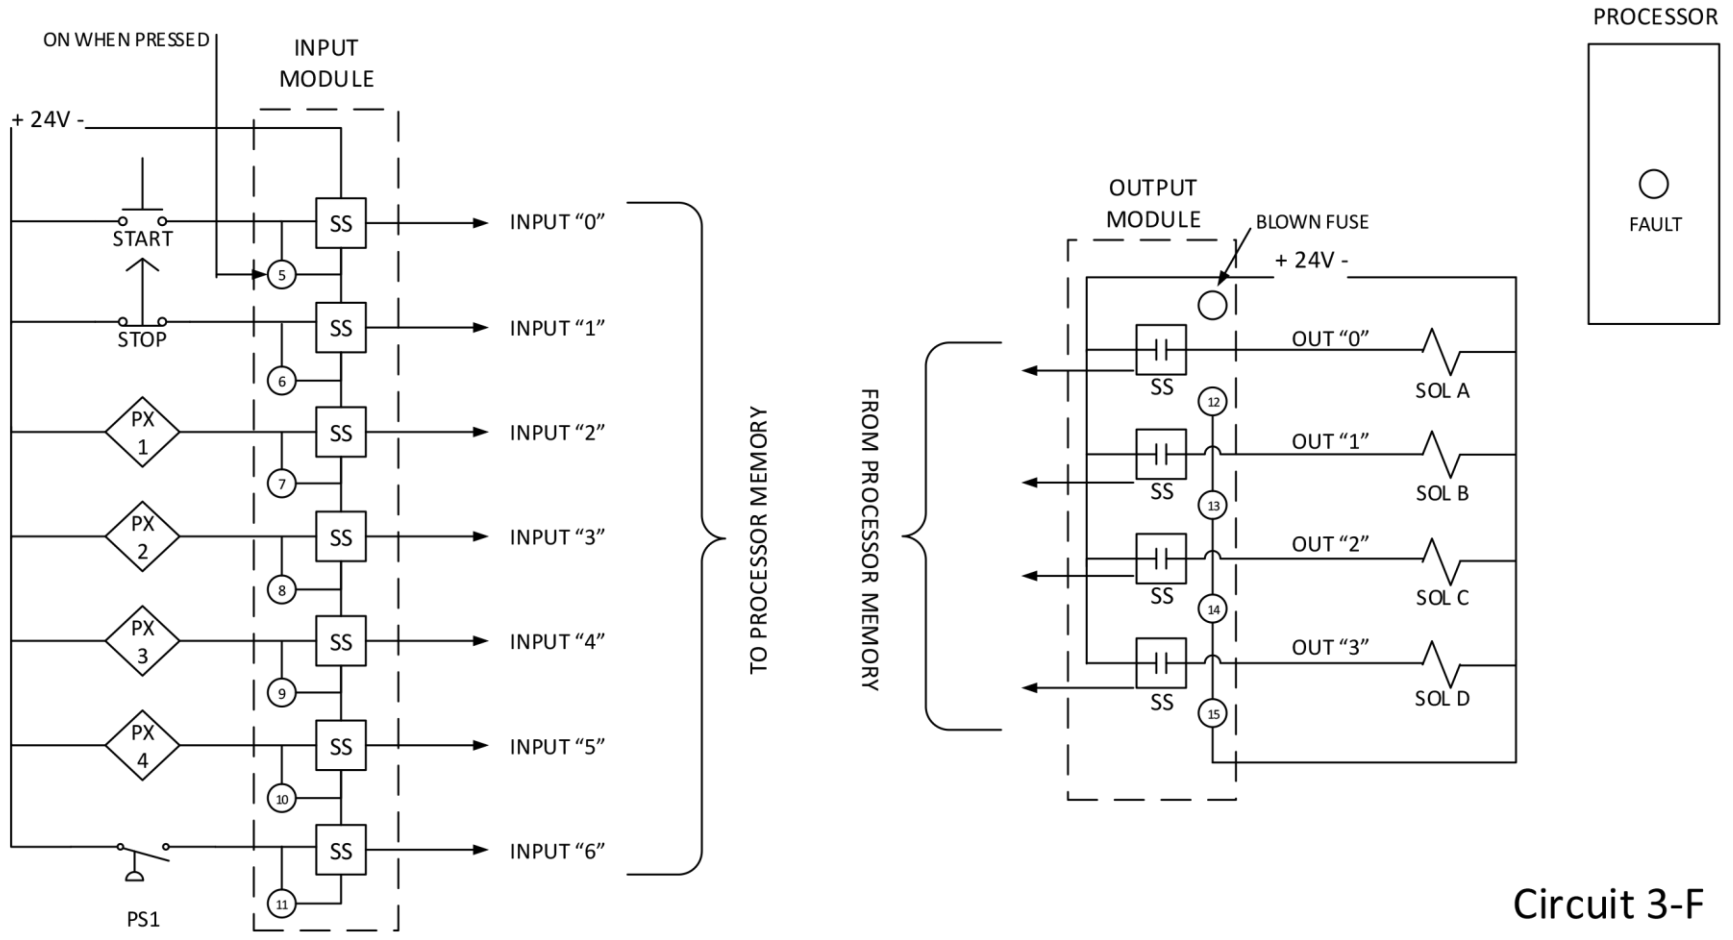 PROCESSOR
FAULT
ON WHEN PRESSED
INPUT
MODULE
+ 24V -
START
STOP
PX
1
PX
2
PX
3
PX
4
PS1
SS
5
SS
6
SS
7
SS
8
SS
9
SS
10
SS
11
INPUT “0”
INPUT “1”
INPUT “2”
INPUT “3”
INPUT “4”
INPUT “5”
INPUT “6”
TO PROCESSOR MEMORY
FROM PROCESSOR MEMORY
OUTPUT
MODULE
BLOWN FUSE
+ 24V -
OUT “0”
SS
SOL A
12
OUT “1”
SS
SOL B
13
OUT “2”
SS
SOL C
14
OUT “3”
SS
SOL D
15
Circuit 3-F